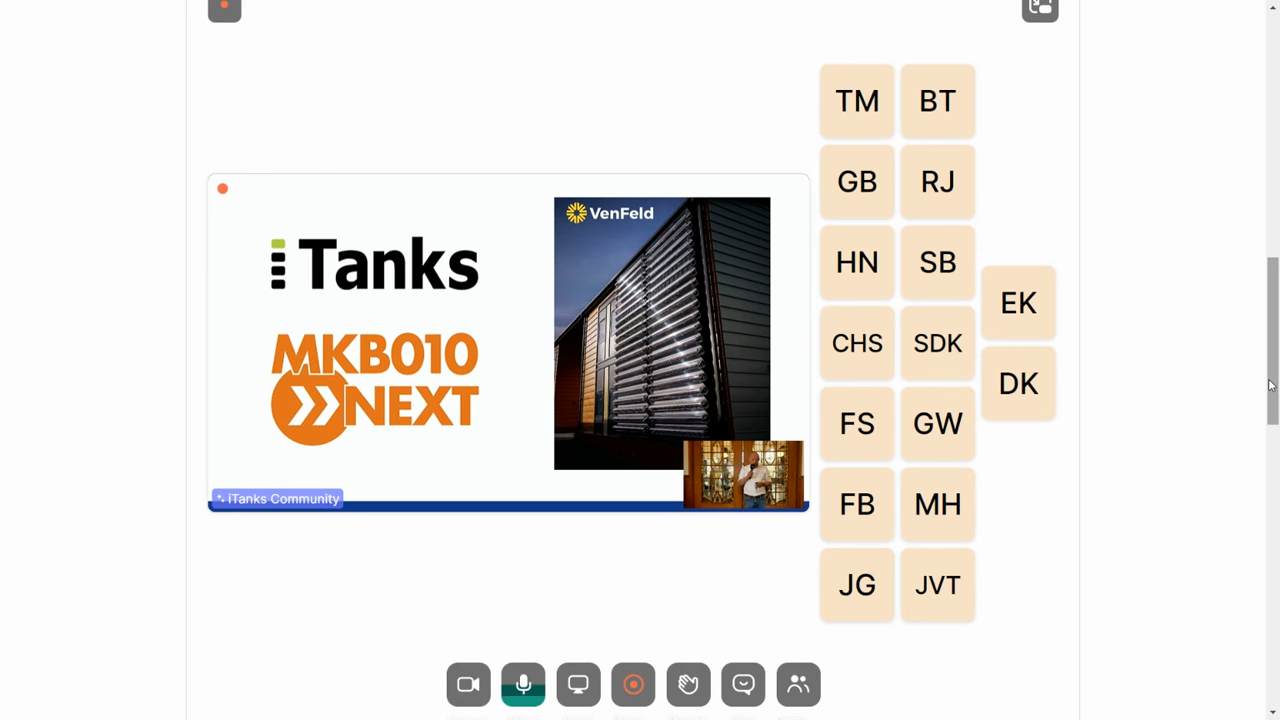 iTanks
MKB010
NEXT
VenFeld
iTanks Community
TM
BT
GB
RJ
HN
SB
CHS
SDK
EK
DK
FS
GW
FB
MH
JG
JVT